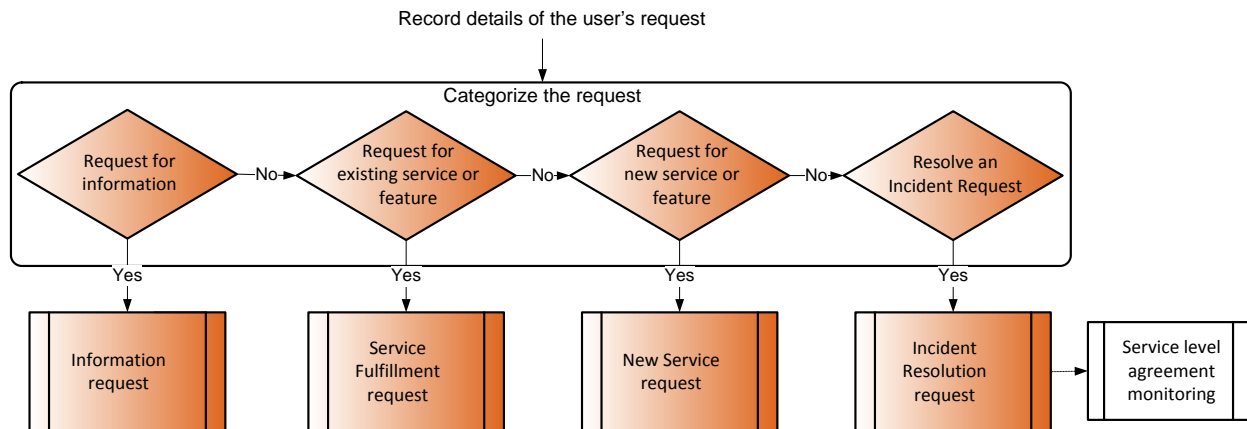 Record details of the user's request
Categorize the request
Request for
information
No
Request for
existing service or
feature
No
Request for
new service or
feature
No
Resolve an
Incident Request
Yes
Yes
Yes
Yes
Information
request
Service
Fulfillment
request
New Service
request
Incident
Resolution
request
Service level
agreement
monitoring